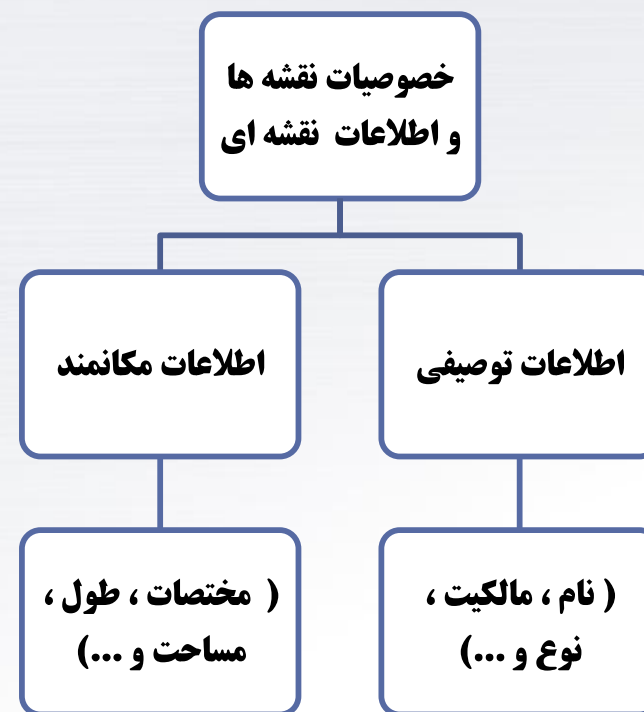 خصوصیات نقشه ها
و اطلاعات نقشه ای
اطلاعات توصیفی
اطلاعات مکانمند
( نام ، مالکیت ،
نوع و ...)
( مختصات ، طول ،
مساحت و ...)